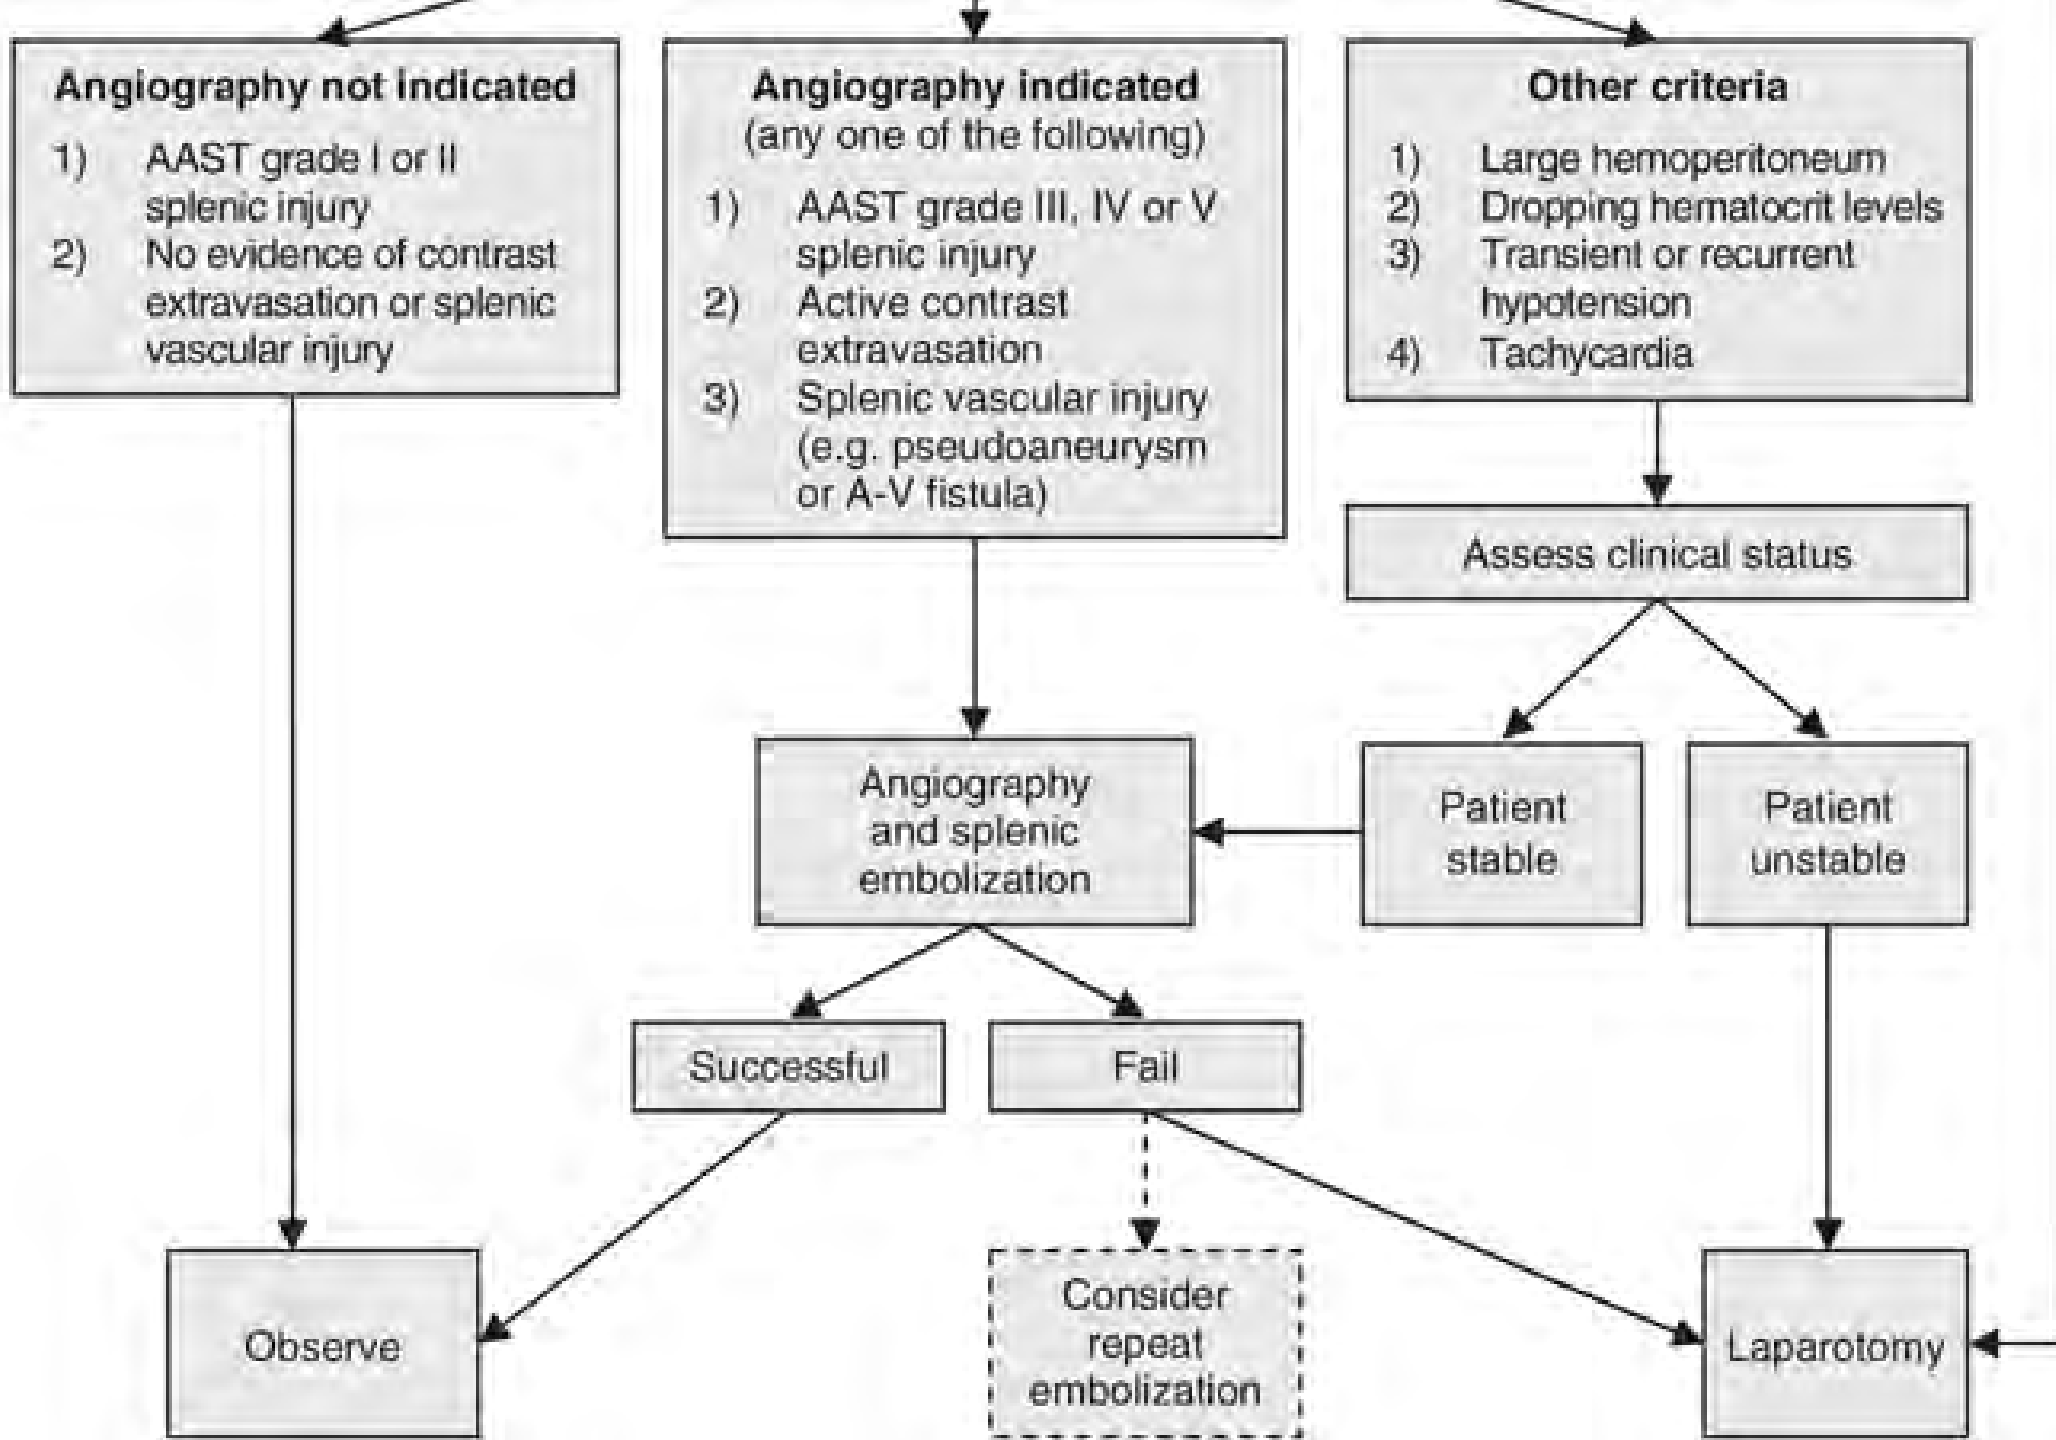 Angiography not indicated
1) AAST grade I or II
splenic injury
2) No evidence of contrast
extravasation or splenic
vascular injury
Angiography indicated
(any one of the following)
1) AAST grade III, IV or V
splenic injury
2) Active contrast
extravasation
3) Splenic vascular injury
(e.g. pseudoaneurysm
or A-V fistula)
Other criteria
1) Large hemoperitoneum
2) Dropping hematocrit levels
3) Transient or recurrent
hypotension
4) Tachycardia
Assess clinical status
Angiography
and splenic
embolization
Patient
stable
Patient
unstable
Successful
Fail
Observe
Consider
repeat
embolization
Laparotomy